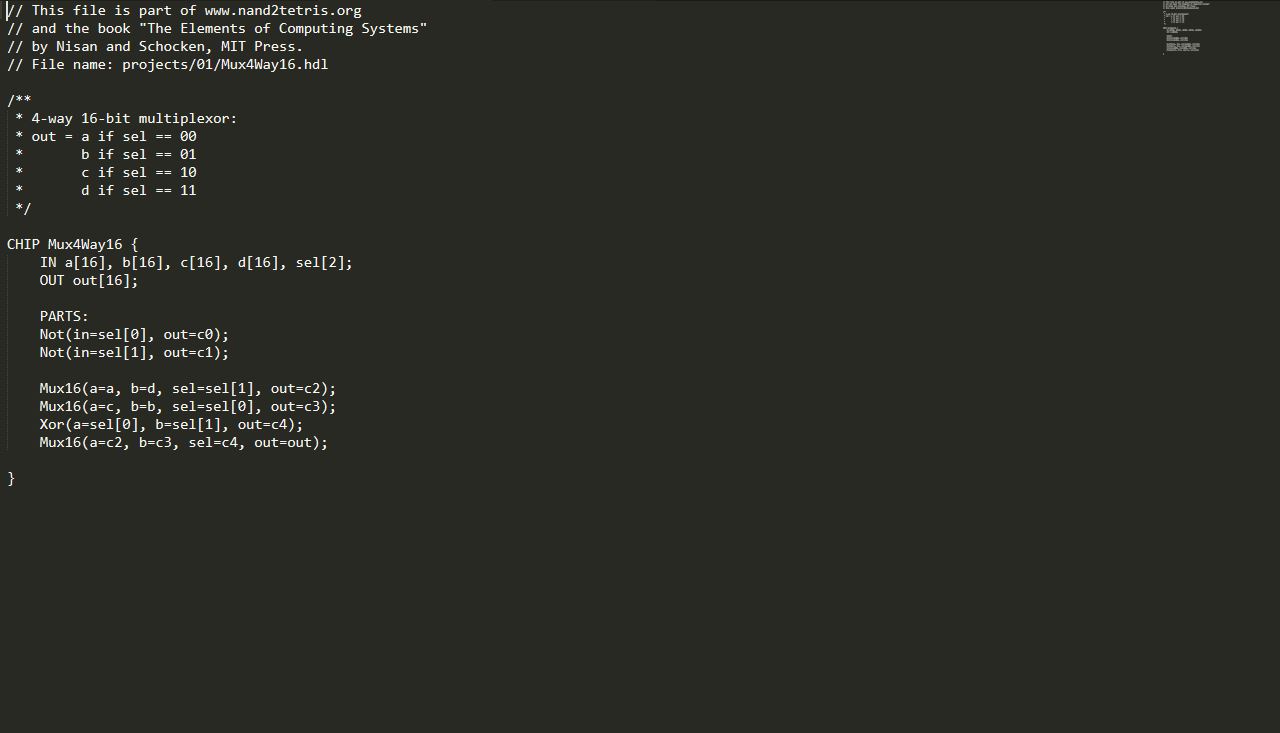 // This file is part of www.nand2tetris.org
// and the book "The Elements of Computing Systems"
// by Nisan and Schocken, MIT Press.
// File name: projects/01/Mux4Way16.hdl

/**
 * 4-way 16-bit multiplexor:
 * out = a if sel == 00
 *       b if sel == 01
 *       c if sel == 10
 *       d if sel == 11
 */

CHIP Mux4Way16 {
    IN a[16], b[16], c[16], d[16], sel[2];
    OUT out[16];

    PARTS:
    Not(in=sel[0], out=c0);
    Not(in=sel[1], out=c1);

    Mux16(a=a, b=d, sel=sel[1], out=c2);
    Mux16(a=c, b=b, sel=sel[0], out=c3);
    Xor(a=sel[0], b=sel[1], out=c4);
    Mux16(a=c2, b=c3, sel=c4, out=out);

}